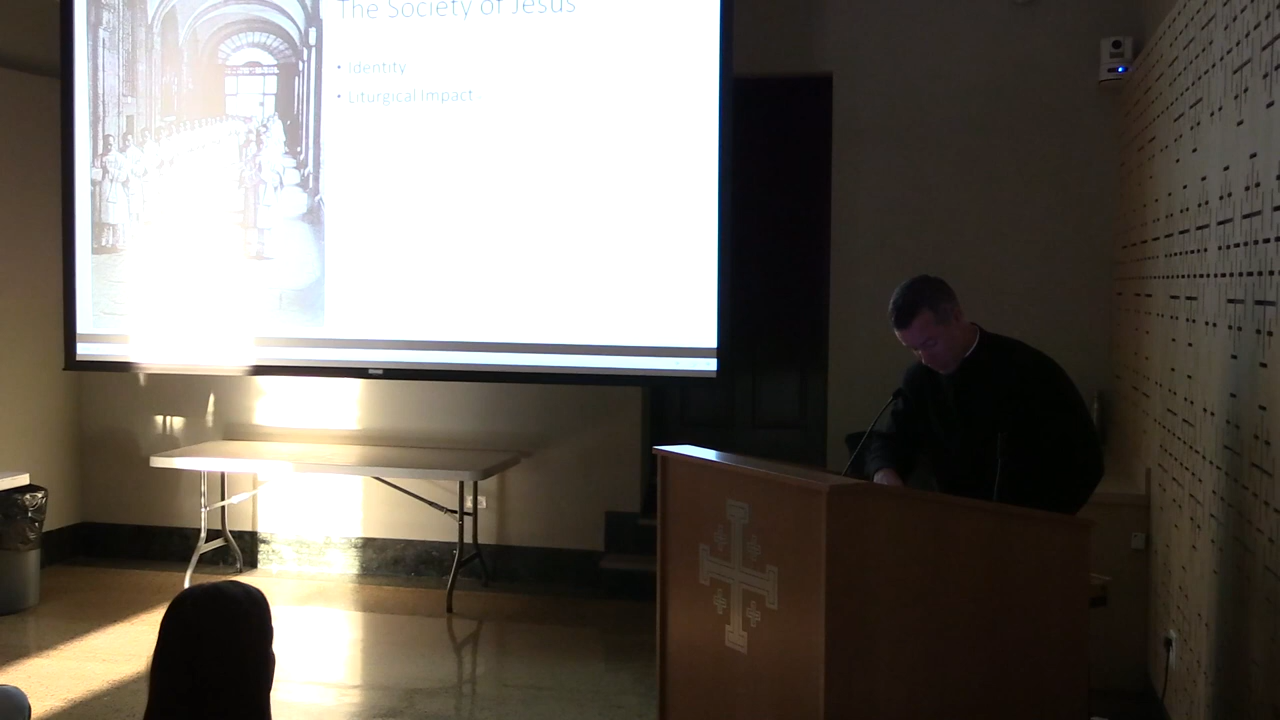 The Society of Jesus
• Identity
• Liturgical Impact